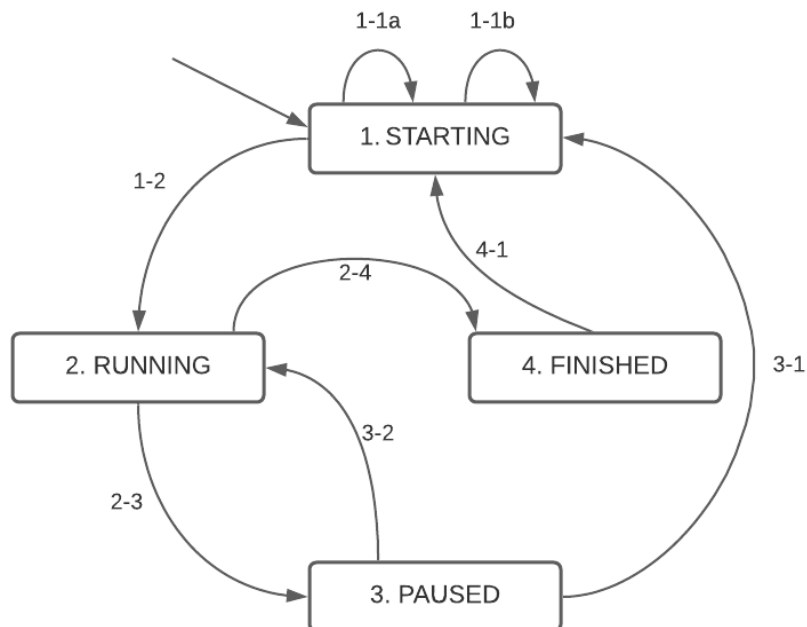 1-1a
1-1b
1. STARTING
1-2
4-1
2-4
2. RUNNING
4. FINISHED
3-1
3-2
2-3
3. PAUSED